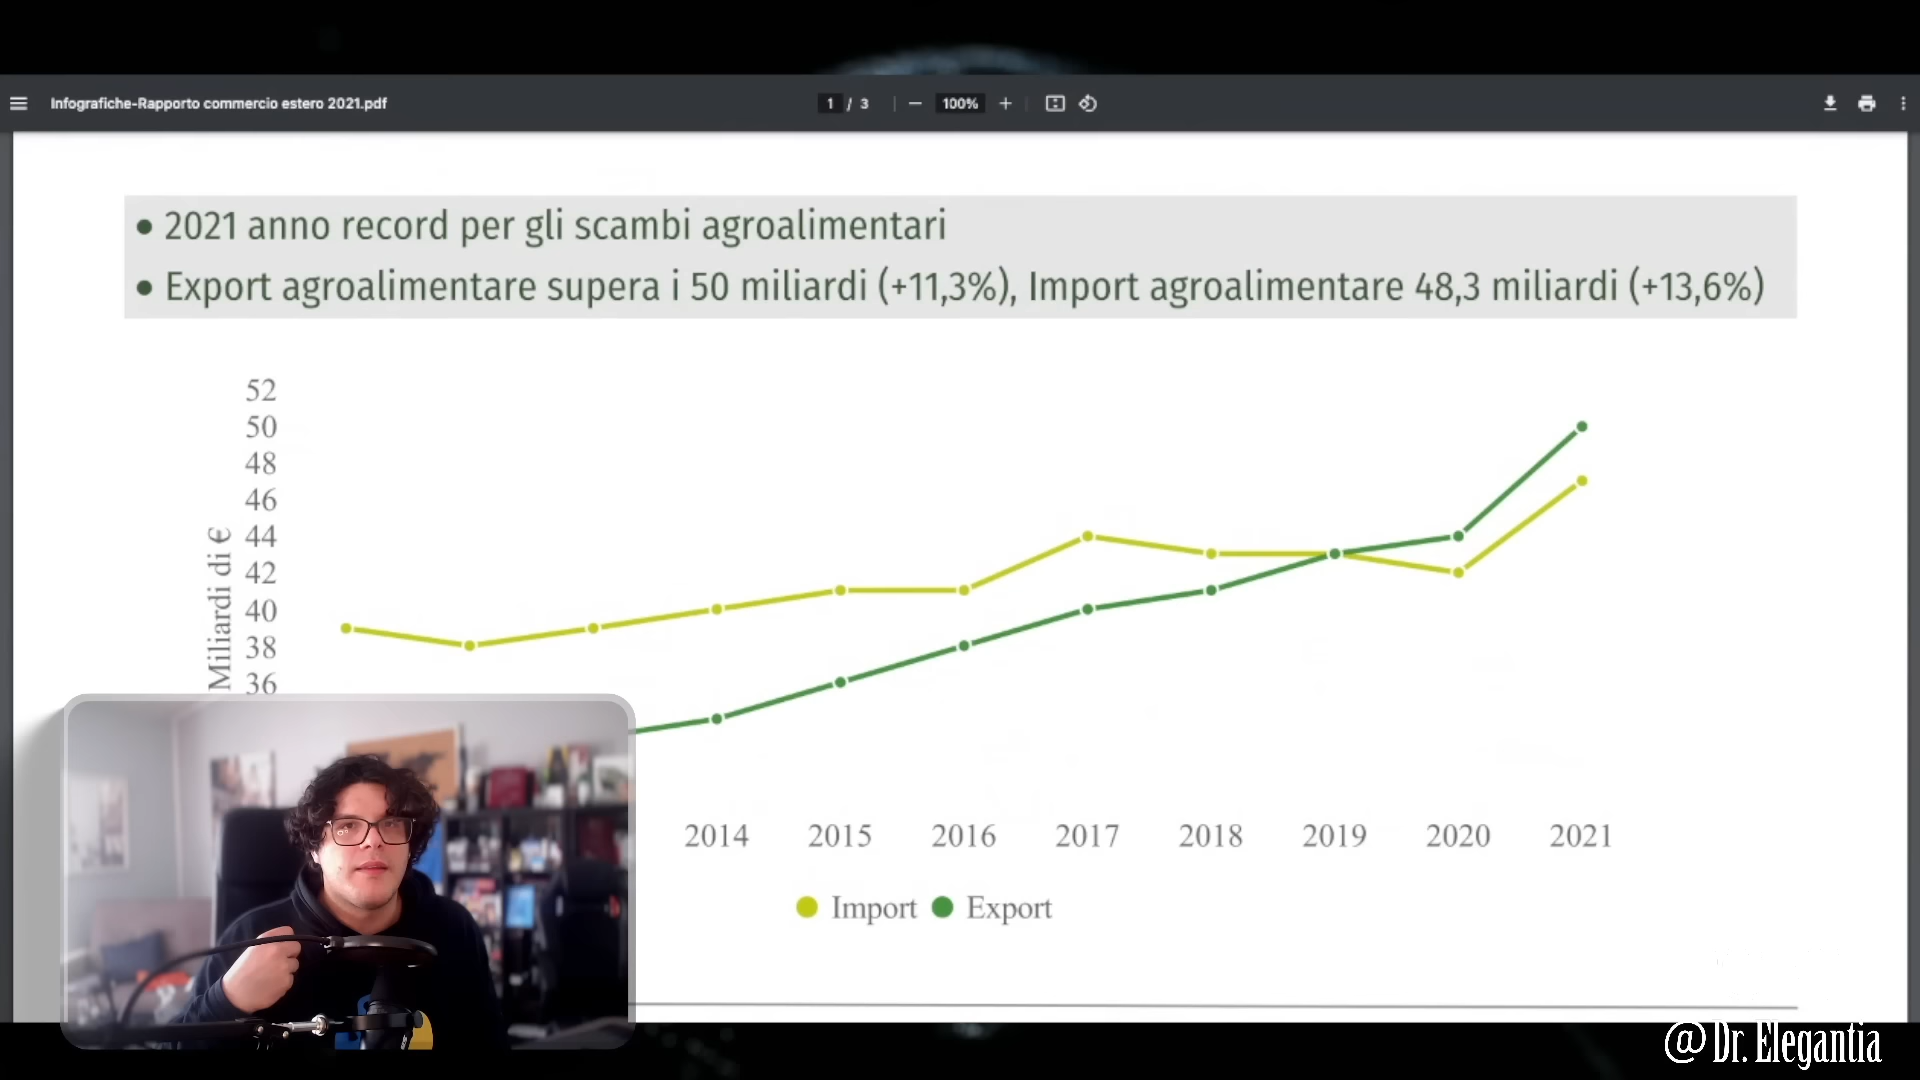 Infografiche-Rapporto commercio estero 2021.pdf
1 / 3
100%
• 2021 anno record per gli scambi agroalimentari
• Export agroalimentare supera i 50 miliardi (+11,3%), Import agroalimentare 48,3 miliardi (+13,6%)
52
50
48
46
44
42
40
38
36
Miliardi di €
2014 2015 2016 2017 2018 2019 2020 2021
Import Export
@ Dr. Elegantia